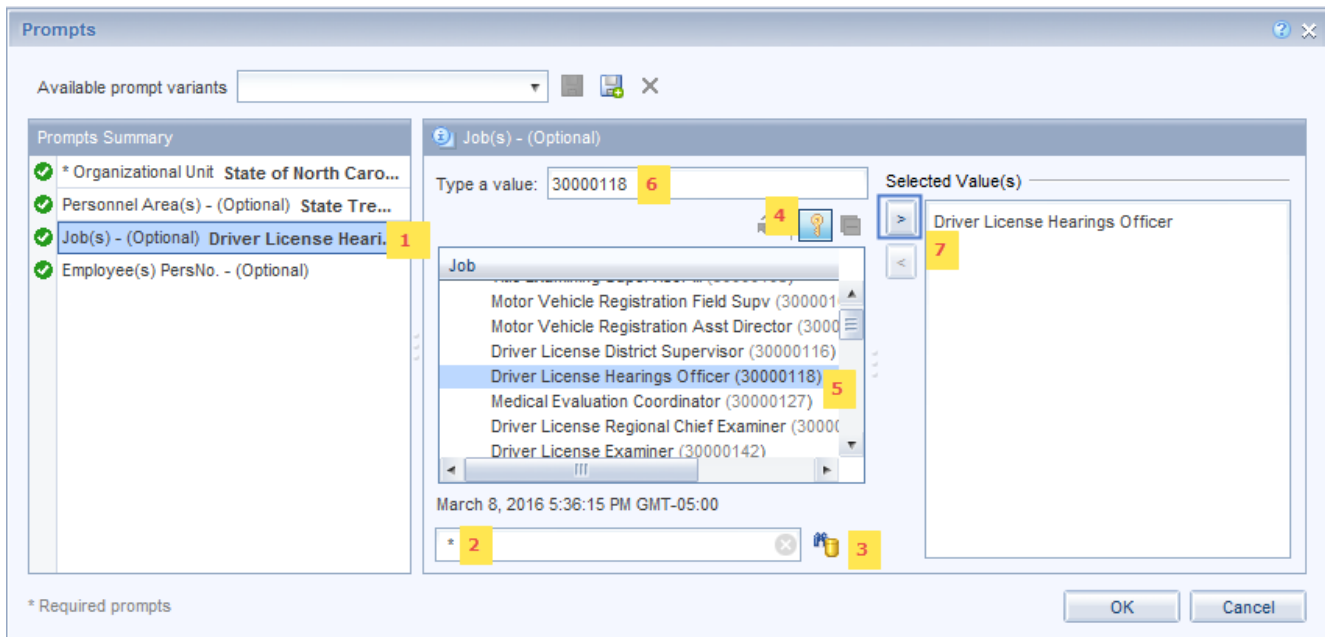 Prompts
Available prompt variants
Prompts Summary
* Organizational Unit State of North Caro...
Personnel Area(s) - (Optional) State Tre...
Job(s) - (Optional) Driver License Heari. 1
Employee(s) PersNo. - (Optional)
Job(s) - (Optional)
Type a value: 30000118 6
4
Job
Motor Vehicle Registration Field Supv (300001
Motor Vehicle Registration Asst Director (3000
Driver License District Supervisor (30000116)
Driver License Hearings Officer (30000118) 5
Medical Evaluation Coordinator (30000127)
Driver License Regional Chief Examiner (3000
Driver License Examiner (30000142)
March 8, 2016 5:36:15 PM GMT-05:00
* 2
3
Selected Value(s)
> Driver License Hearings Officer
< 7
* Required prompts
OK Cancel